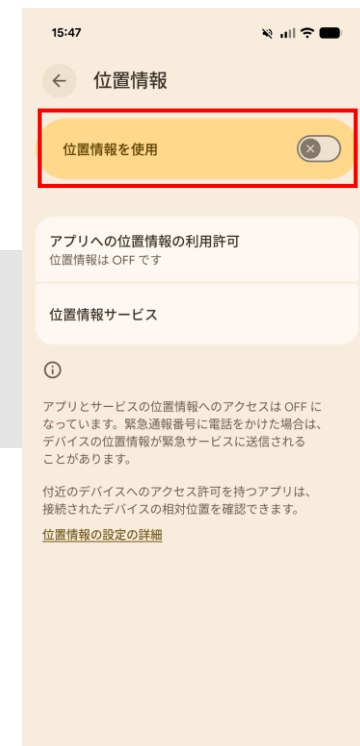 15:47
位置情報
位置情報を使用
アプリへの位置情報の利用許可
位置情報は OFF です
位置情報サービス
アプリとサービスの位置情報へのアクセスは OFF に
なっています。緊急通報番号に電話をかけた場合は、
デバイスの位置情報が緊急サービスに送信される
ことがあります。
付近のデバイスへのアクセス許可を持つアプリは、
接続されたデバイスの相対位置を確認できます。
位置情報の設定の詳細